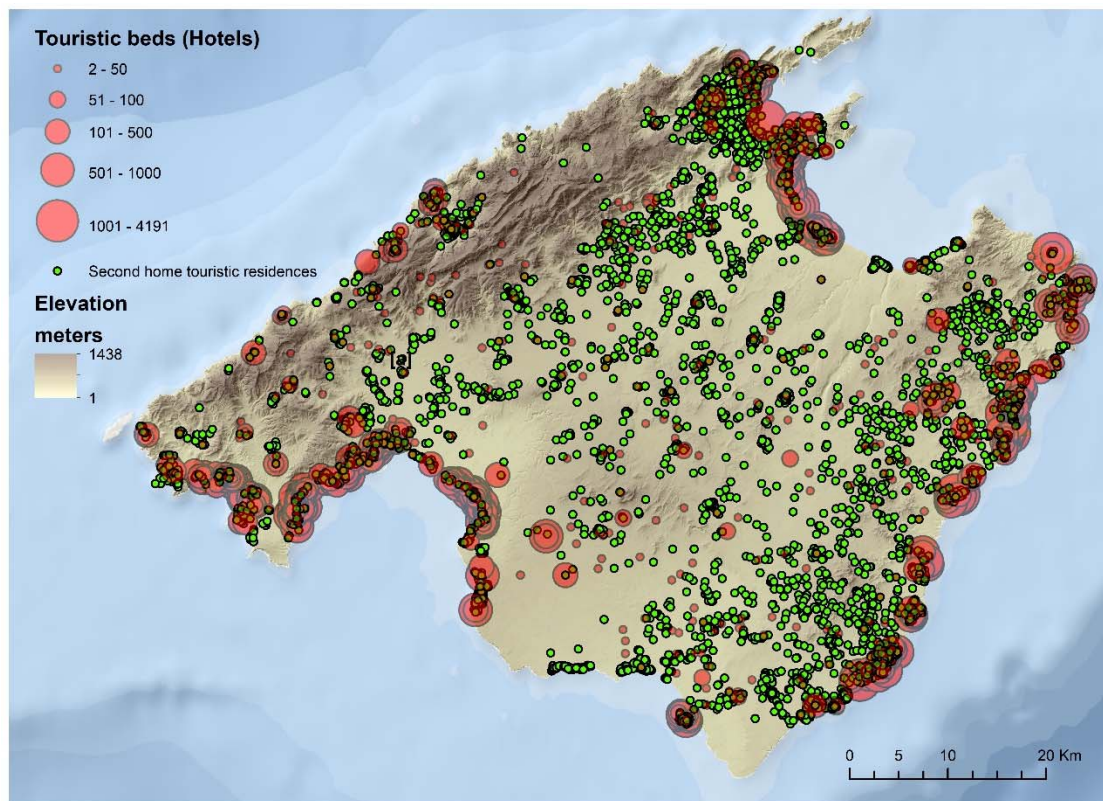 Touristic beds (Hotels)
2 - 50
51 - 100
101 - 500
501 - 1000
1001 - 4191
Second home touristic residences
Elevation
meters
1438
1
0 5 10 20 Km